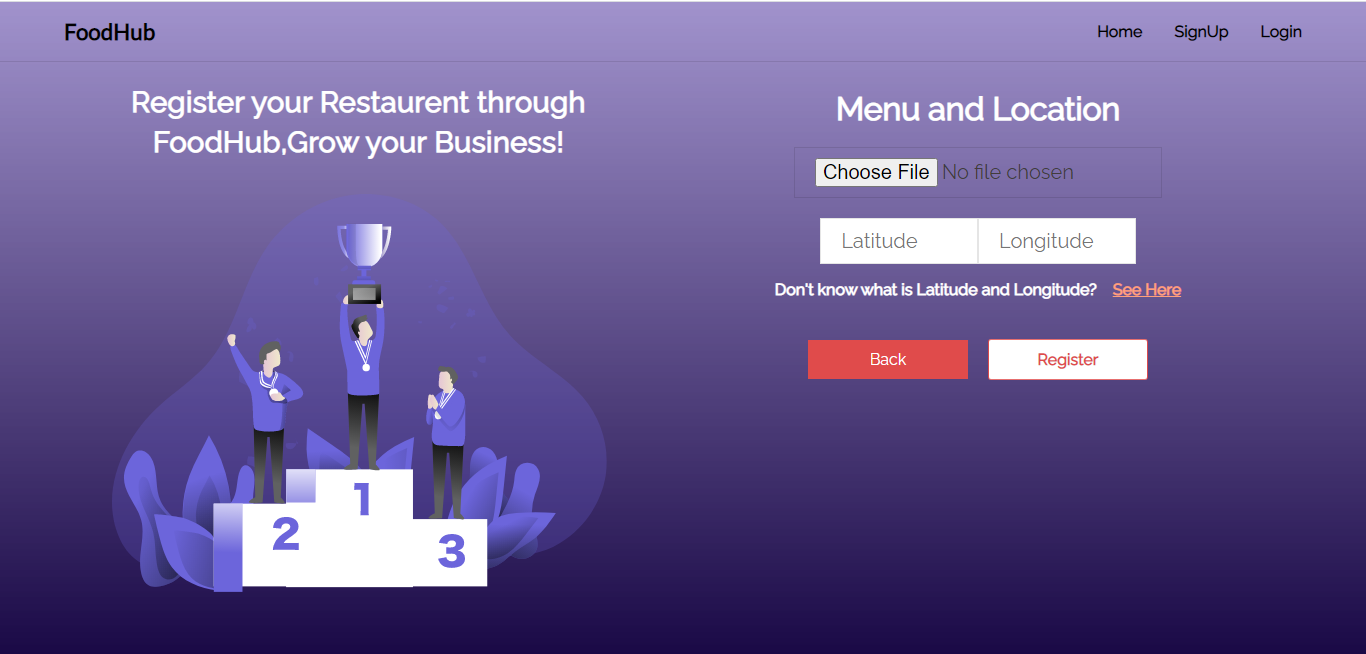 FoodHub
Home SignUp Login
Register your Restaurent through
FoodHub,Grow your Business!
1
2
3
Menu and Location
Choose File No file chosen
Latitude Longitude
Don't know what is Latitude and Longitude? See Here
Back Register